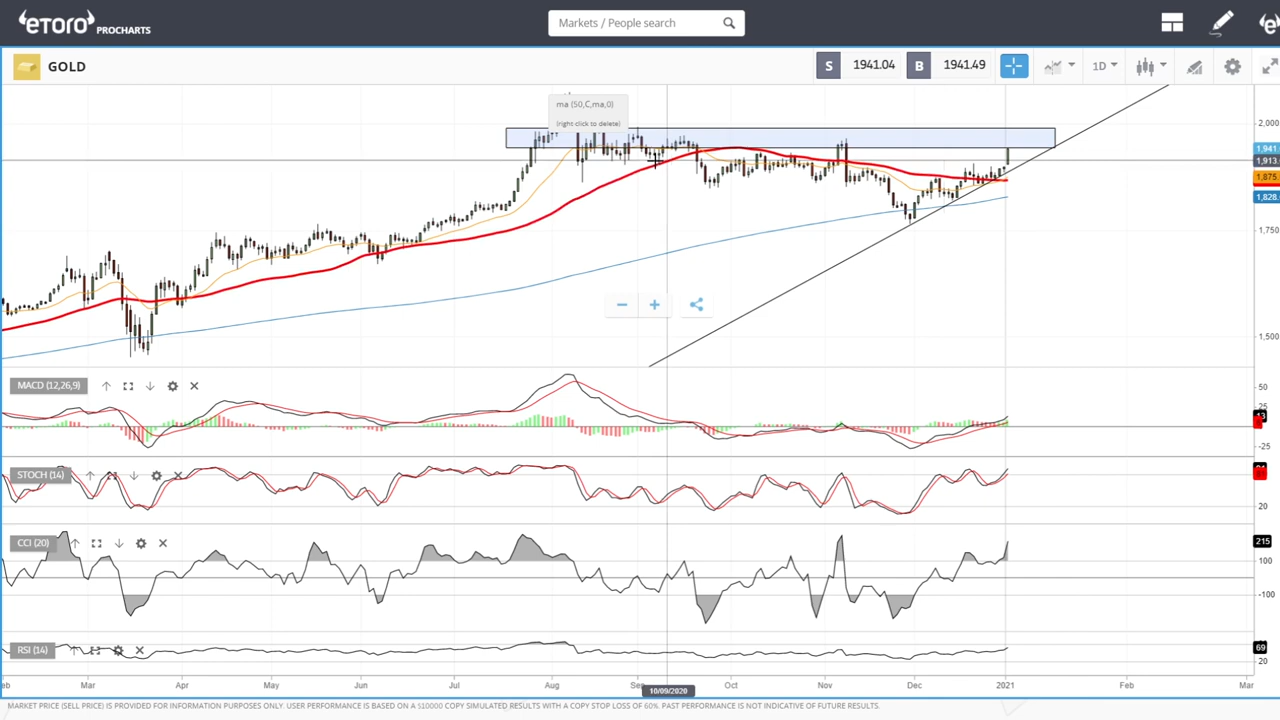 eToro PROCHARTS
Markets / People search
GOLD
S 1941.04 B 1941.49 1D
ma (50,C,ma,0)
(right click to delete)
2,000
1,941
1,913
1,875
1,828
1,750
1,500
MACD (12,26,9)
50
25
13
-25
STOCH (14)
20
CCI (20)
215
100
-100
RSI (14)
69
20
Mar Apr May Jun Jul Aug Sep Oct Nov Dec 2021 Feb Mar
10/09/2020
MARKET PRICE (SELL PRICE) IS PROVIDED FOR INFORMATION PURPOSES ONLY. USER PERFORMANCE IS BASED ON A $10000 COPY SIMULATED RESULTS WITH A COPY STOP LOSS OF 60%. PAST PERFORMANCE IS NOT INDICATIVE OF FUTURE RESULTS.